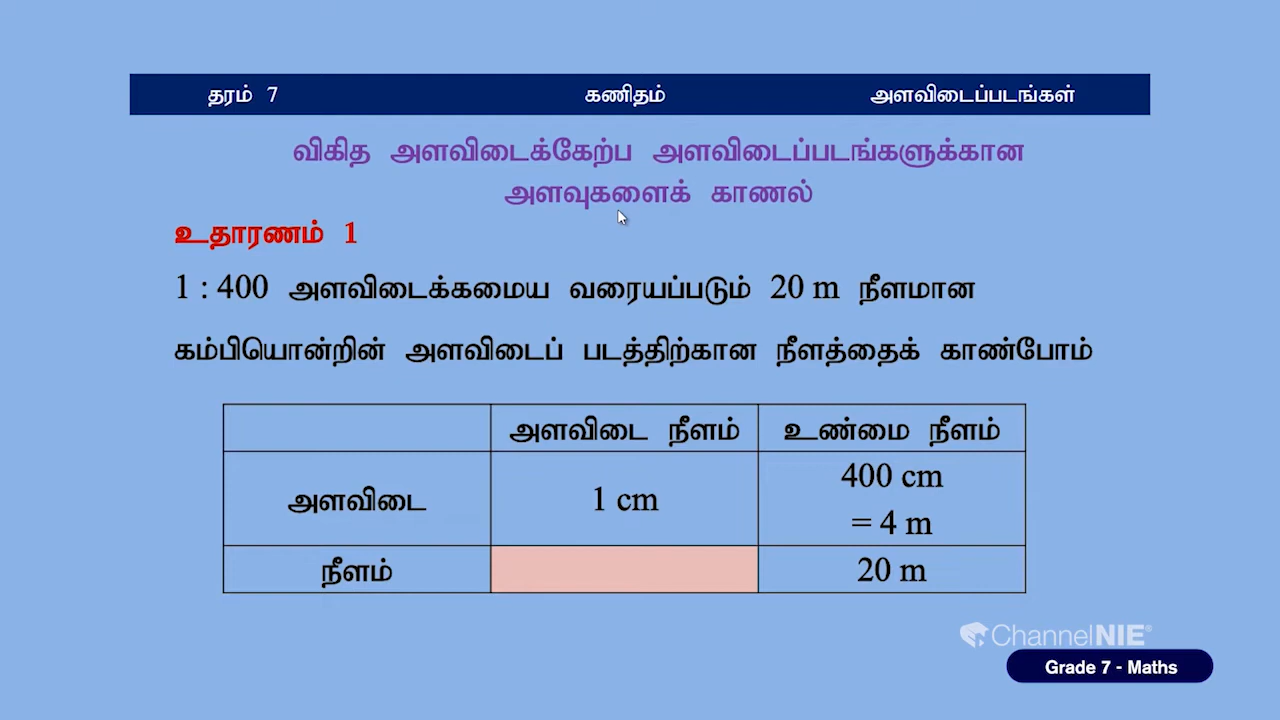 தரம் 7 கணிதம் அளவிடைப்படங்கள்
விகித அளவிடைக்கேற்ப அளவிடைப்படங்களுக்கான
அளவுகளைக் காணல்
உதாரணம் 1
1 : 400 அளவிடைக்கமைய வரையப்படும் 20 m நீளமான
கம்பியொன்றின் அளவிடைப் படத்திற்கான நீளத்தைக் காண்போம்
அளவிடை நீளம் உண்மை நீளம்
அளவிடை 1 cm 400 cm
= 4 m
நீளம் 20 m
ChannelNIE®
Grade 7 - Maths